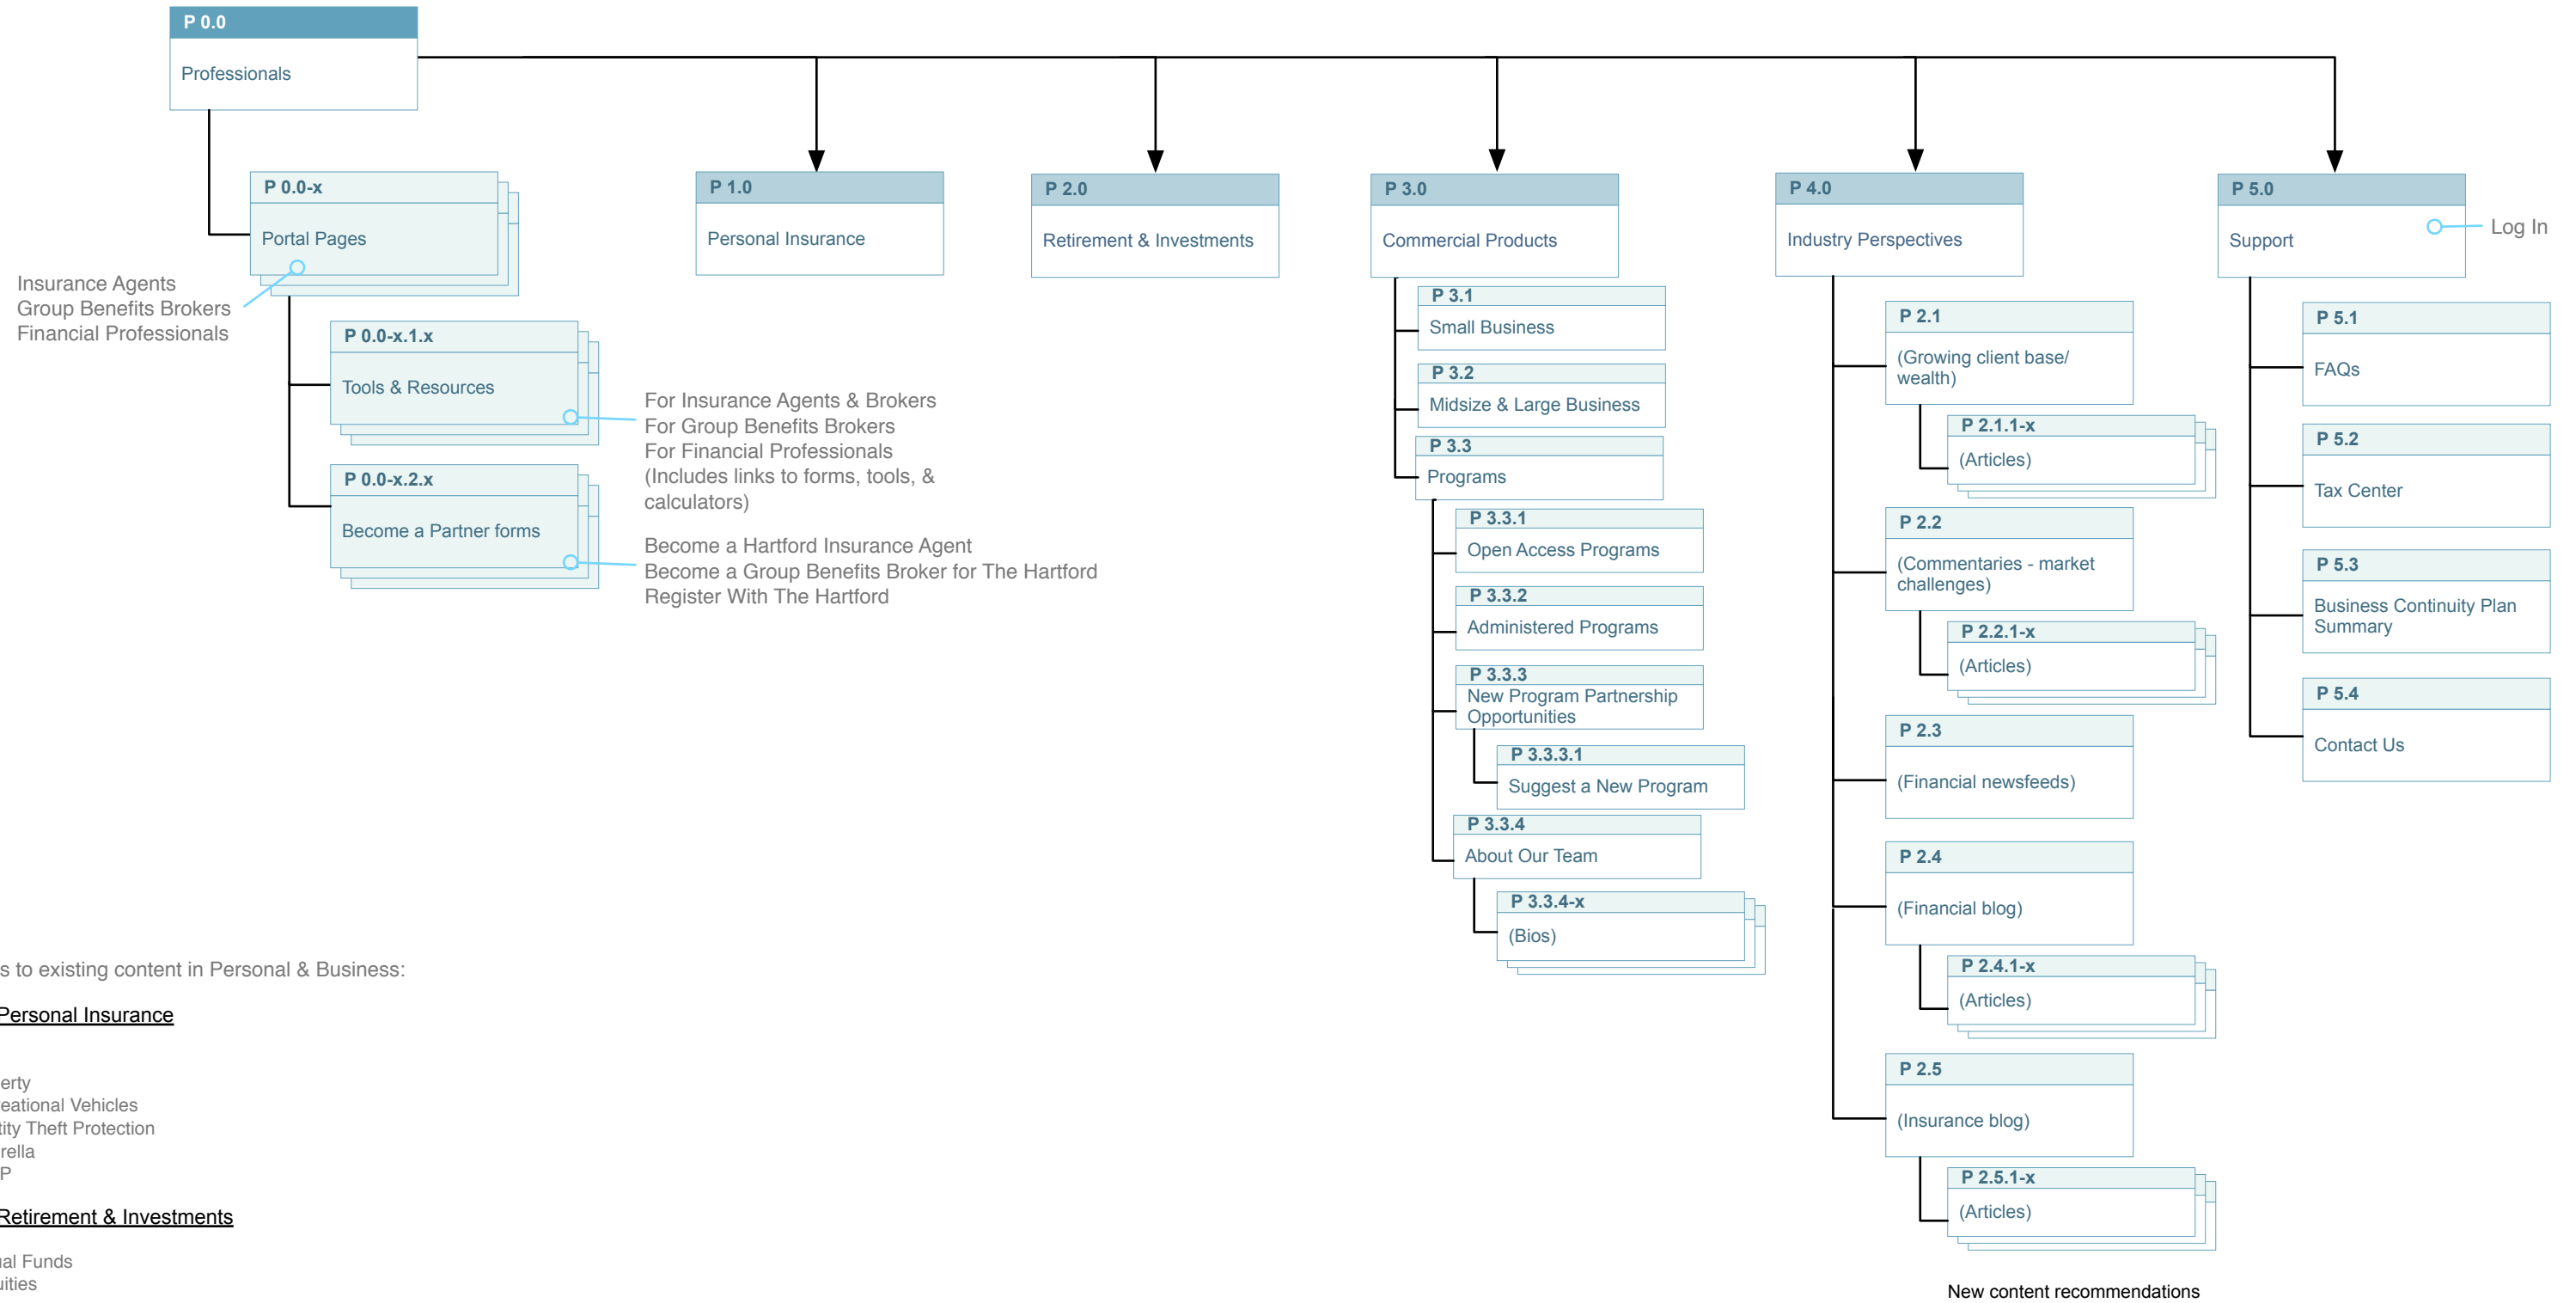 P 0.0
Professionals
P 0.0-x
Portal Pages
Insurance Agents
Group Benefits Brokers
Financial Professionals
P 0.0-x.1.x
Tools & Resources
For Insurance Agents & Brokers
For Group Benefits Brokers
For Financial Professionals
(Includes links to forms, tools, &
calculators)
P 0.0-x.2.x
Become a Partner forms
Become a Hartford Insurance Agent
Become a Group Benefits Broker for The Hartford
Register With The Hartford
P 1.0
Personal Insurance
P 2.0
Retirement & Investments
P 3.0
Commercial Products
P 3.1
Small Business
P 3.2
Midsize & Large Business
P 3.3
Programs
P 3.3.1
Open Access Programs
P 3.3.2
Administered Programs
P 3.3.3
New Program Partnership
Opportunities
P 3.3.3.1
Suggest a New Program
P 3.3.4
About Our Team
P 3.3.4-x
(Bios)
P 4.0
Industry Perspectives
P 2.1
(Growing client base/
wealth)
P 2.1.1-x
(Articles)
P 2.2
(Commentaries - market
challenges)
P 2.2.1-x
(Articles)
P 2.3
(Financial newsfeeds)
P 2.4
(Financial blog)
P 2.4.1-x
(Articles)
P 2.5
(Insurance blog)
P 2.5.1-x
(Articles)
New content recommendations
P 5.0
Support
Log In
P 5.1
FAQs
P 5.2
Tax Center
P 5.3
Business Continuity Plan
Summary
P 5.4
Contact Us
s to existing content in Personal & Business:
Personal Insurance
erty
eational Vehicles
tity Theft Protection
rella
P
Retirement & Investments
al Funds
uities